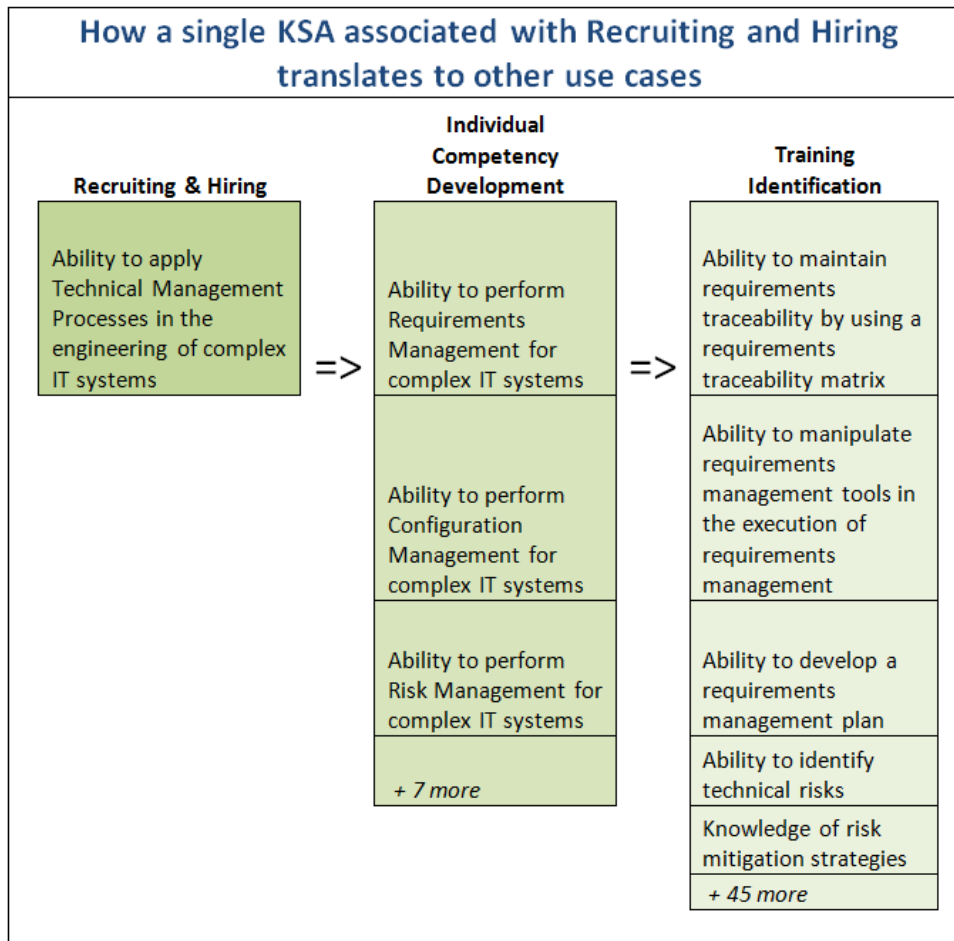 How a single KSA associated with Recruiting and Hiring
translates to other use cases
Recruiting & Hiring
Ability to apply
Technical Management
Processes in the
engineering of complex
IT systems
=>
Individual
Competency
Development
Ability to perform
Requirements
Management for
complex IT systems
Ability to perform
Configuration
Management for
complex IT systems
Ability to perform
Risk Management for
complex IT systems
+ 7 more
=>
Training
Identification
Ability to maintain
requirements
traceability by using a
requirements
traceability matrix
Ability to manipulate
requirements
management tools in
the execution of
requirements
management
Ability to develop a
requirements
management plan
Ability to identify
technical risks
Knowledge of risk
mitigation strategies
+ 45 more